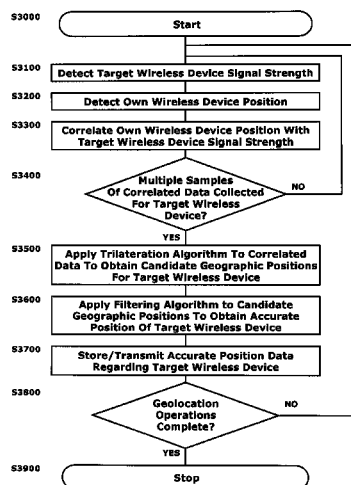 S3000
Start
S3100
Detect Target Wireless Device Signal Strength
S3200
Detect Own Wireless Device Position
S3300
Correlate Own Wireless Device Position With
Target Wireless Device Signal Strength
S3400
Multiple Samples
Of Correlated Data Collected
For Target Wireless
Device?
NO
YES
S3500
Apply Trilateration Algorithm To Correlated
Data To Obtain Candidate Geographic Positions
For Target Wireless Device
S3600
Apply Filtering Algorithm to Candidate
Geographic Positions To Obtain Accurate
Position Of Target Wireless Device
S3700
Store/Transmit Accurate Position Data
Regarding Target Wireless Device
S3800
Geolocation
Operations
Complete?
NO
YES
S3900
Stop